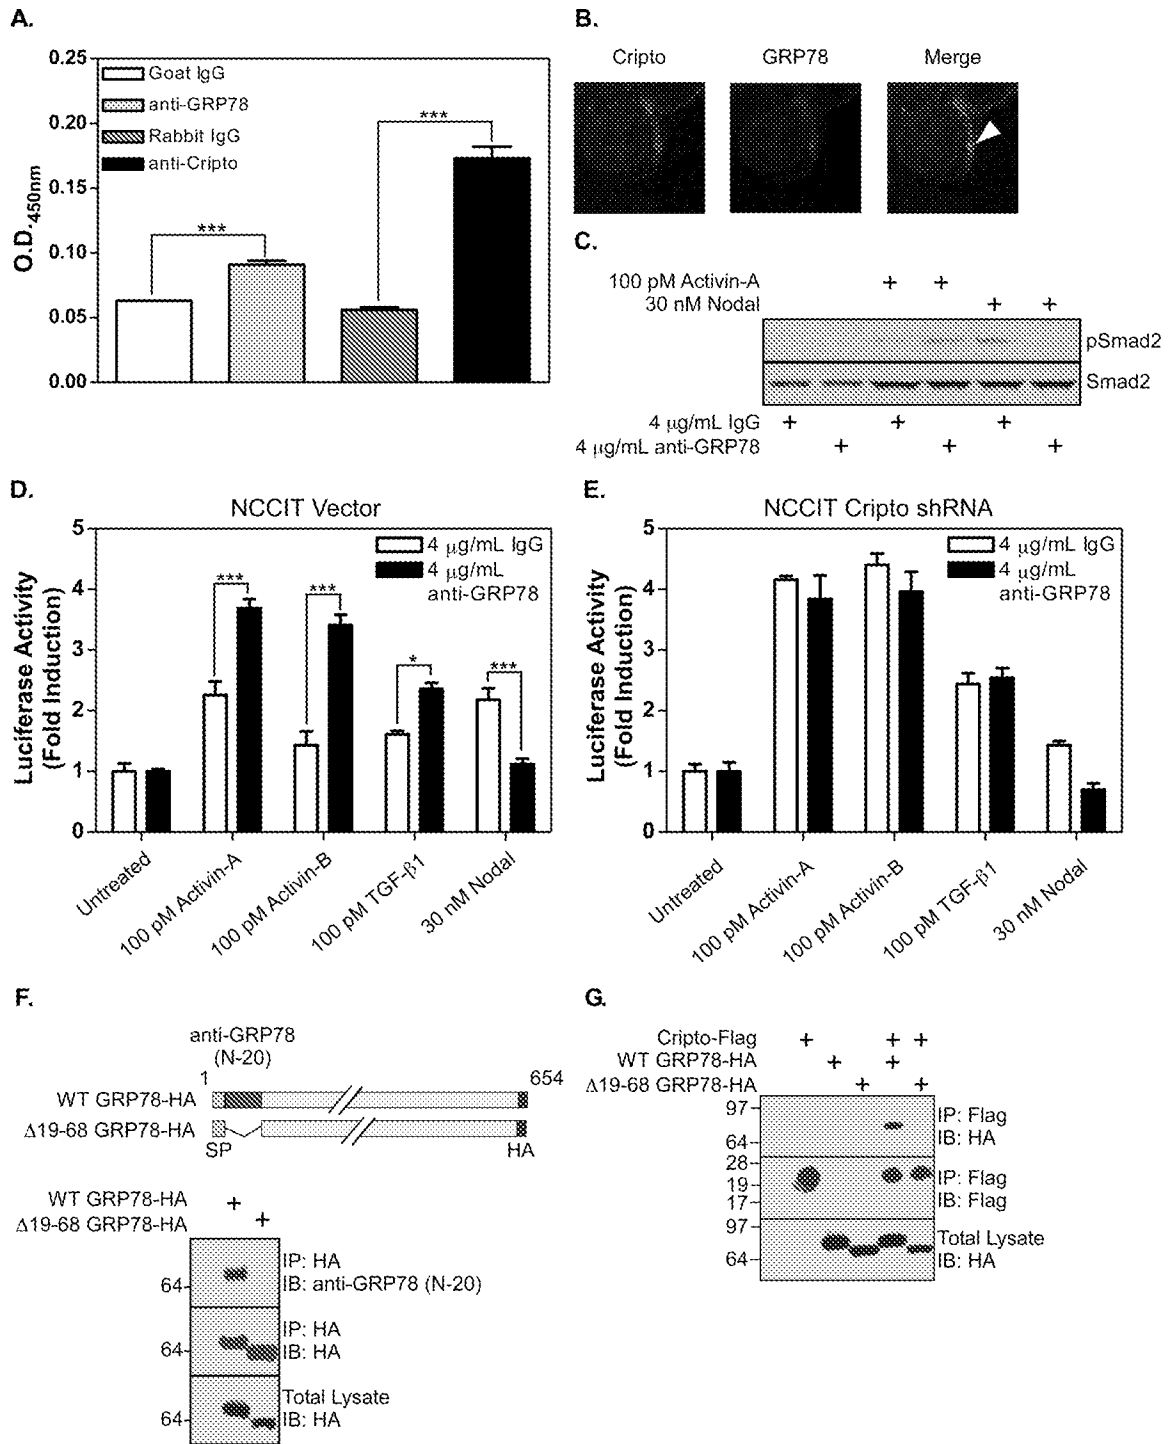 A.
0.25
0.20
0.15
0.10
0.05
0.00
O.D.450nm
Goat IgG
anti-GRP78
Rabbit IgG
anti-Cripto
***
***
B.
Cripto GRP78 Merge
C.
100 pM Activin-A + +
30 nM Nodal + +
pSmad2
Smad2
4 µg/mL IgG + + +
4 µg/mL anti-GRP78 + + +
D.
NCCIT Vector
5
4
3
2
1
0
Luciferase Activity
(Fold Induction)
4 µg/mL IgG
4 µg/mL
anti-GRP78
***
***
*
***
Untreated
100 pM Activin-A
100 pM Activin-B
100 pM TGF-β1
30 nM Nodal
E.
NCCIT Cripto shRNA
5
4
3
2
1
0
Luciferase Activity
(Fold Induction)
4 µg/mL IgG
4 µg/mL
anti-GRP78
Untreated
100 pM Activin-A
100 pM Activin-B
100 pM TGF-β1
30 nM Nodal
F.
anti-GRP78
(N-20)
1 654
WT GRP78-HA
Δ19-68 GRP78-HA
SP HA
WT GRP78-HA +
Δ19-68 GRP78-HA +
64
IP: HA
IB: anti-GRP78 (N-20)
64
IP: HA
IB: HA
64
Total Lysate
IB: HA
G.
Cripto-Flag + + +
WT GRP78-HA + +
Δ19-68 GRP78-HA + +
97
64
IP: Flag
IB: HA
28
19
17
IP: Flag
IB: Flag
97
64
Total Lysate
IB: HA